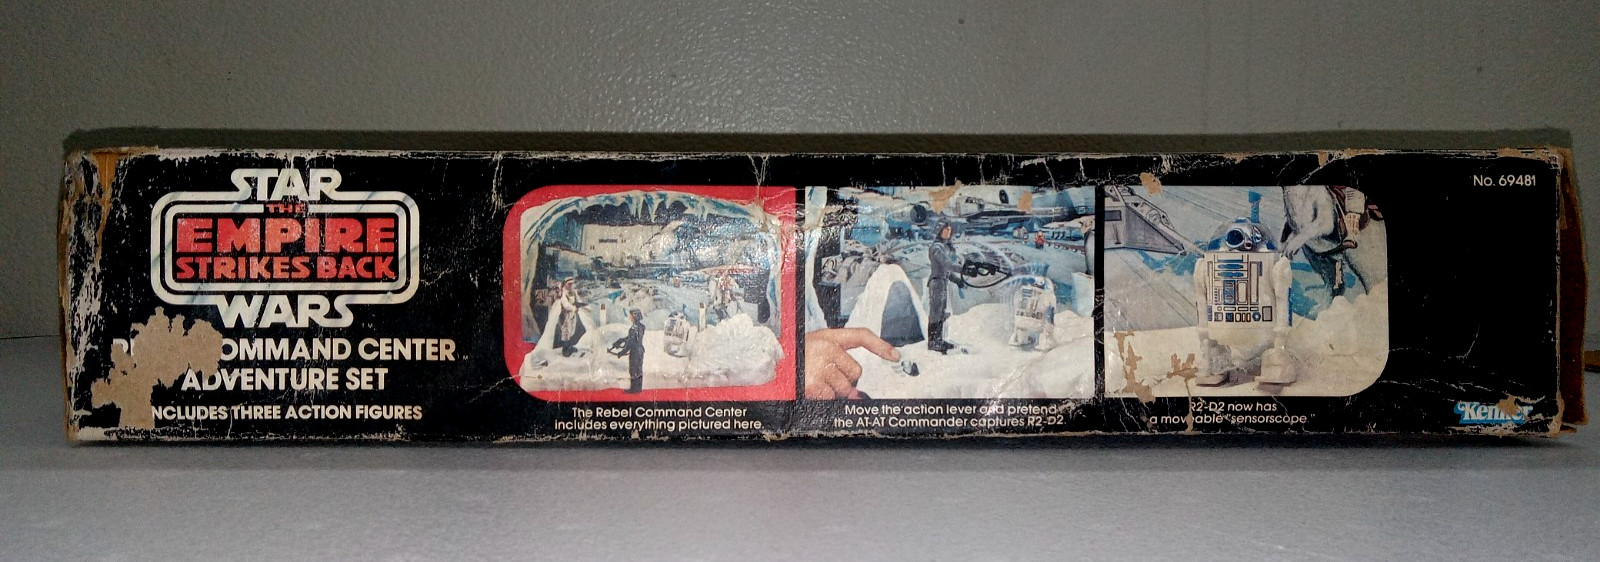 STAR
THE
EMPIRE
STRIKES BACK
WARS
COMMAND CENTER
ADVENTURE SET
INCLUDES THREE ACTION FIGURES
The Rebel Command Center
includes everything pictured here.
Move the action lever and pretend
the AT-AT Commander captures R2-D2.
R2-D2 now has
a moveable "sensorscope."
No. 69481
Kenner